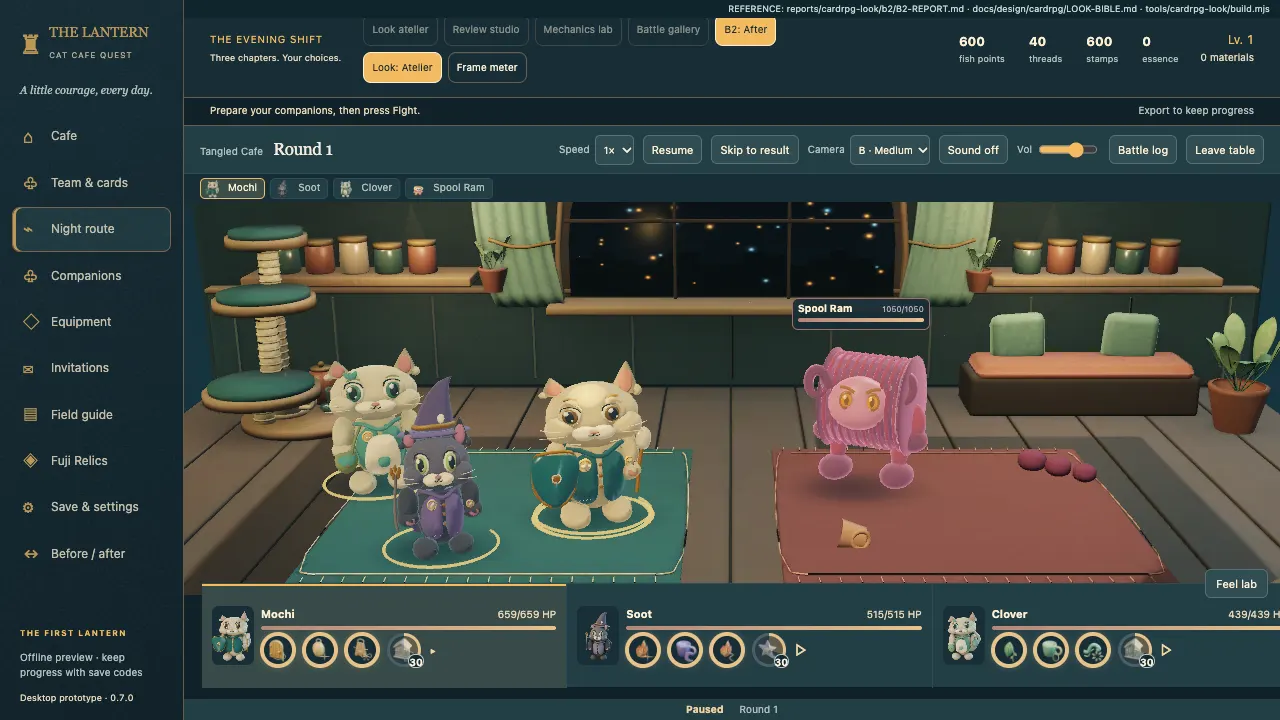 REFERENCE: reports/cardrpg-look/b2/B2-REPORT.md · docs/design/cardrpg/LOOK-BIBLE.md · tools/cardrpg-look/build.mjs
THE LANTERN
CAT CAFE QUEST
A little courage, every day.
Cafe
Team & cards
Night route
Companions
Equipment
Invitations
Field guide
Fuji Relics
Save & settings
Before / after
THE FIRST LANTERN
Offline preview · keep
progress with save codes
Desktop prototype · 0.7.0
THE EVENING SHIFT
Three chapters. Your choices.
Look atelier
Review studio
Mechanics lab
Battle gallery
B2: After
Look: Atelier
Frame meter
600
fish points
40
threads
600
stamps
0
essence
Lv. 1
0 materials
Prepare your companions, then press Fight.
Export to keep progress
Tangled Cafe
Round 1
Speed
1x
Resume
Skip to result
Camera
B · Medium
Sound off
Vol
Battle log
Leave table
Mochi
Soot
Clover
Spool Ram
Spool Ram
1050/1050
Feel lab
Mochi
659/659 HP
30
Soot
515/515 HP
30
Clover
439/439 H
30
Paused
Round 1